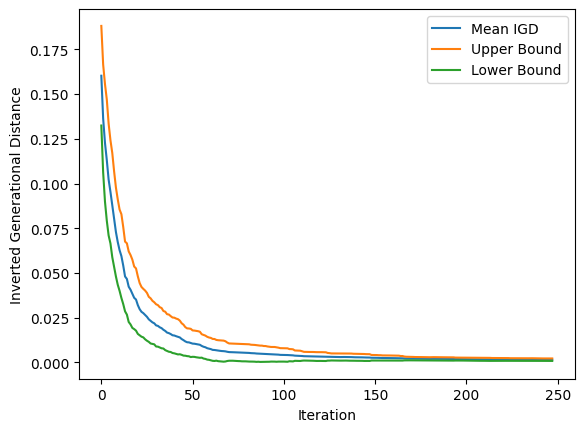 Mean IGD
Upper Bound
Lower Bound
0.175
0.150
0.125
0.100
0.075
0.050
0.025
0.000
Inverted Generational Distance
0 50 100 150 200 250
Iteration